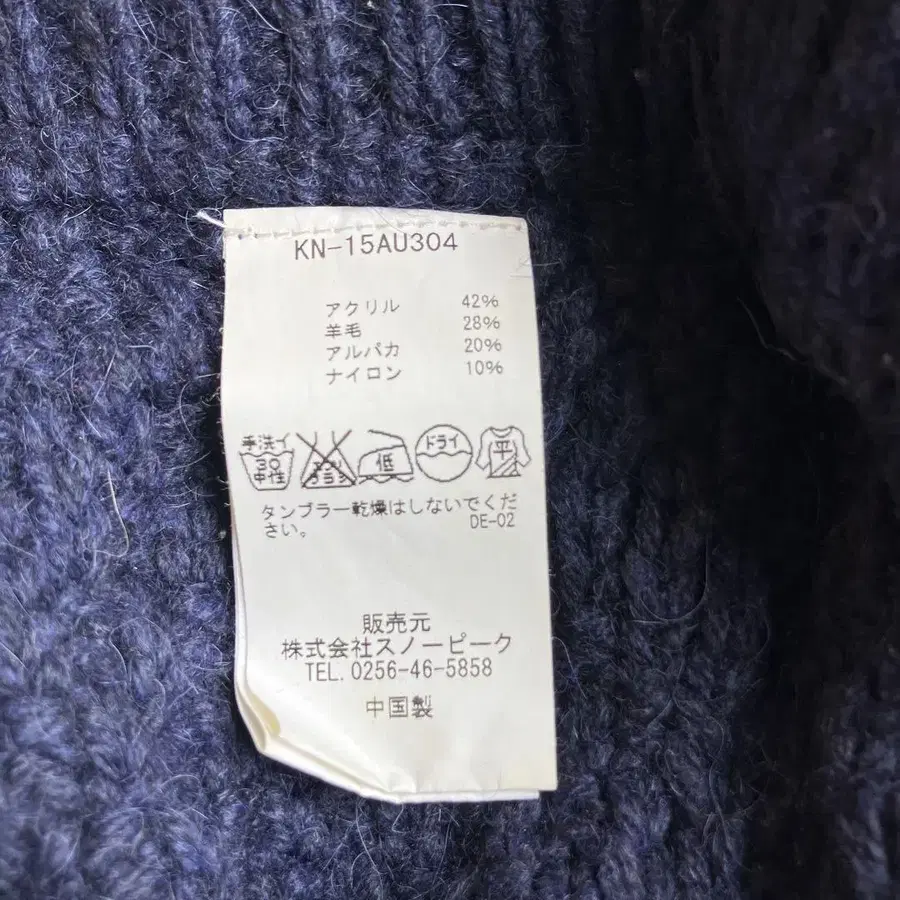 KN-15AU304
アクリル 42%
羊毛 28%
アルパカ 20%
ナイロン 10%
手洗イ
30
中性
低
ドライ
平
タンブラー乾燥はしないでくだ
さい。 DE-02
販売元
株式会社スノーピーク
TEL. 0256-46-5858
中国製